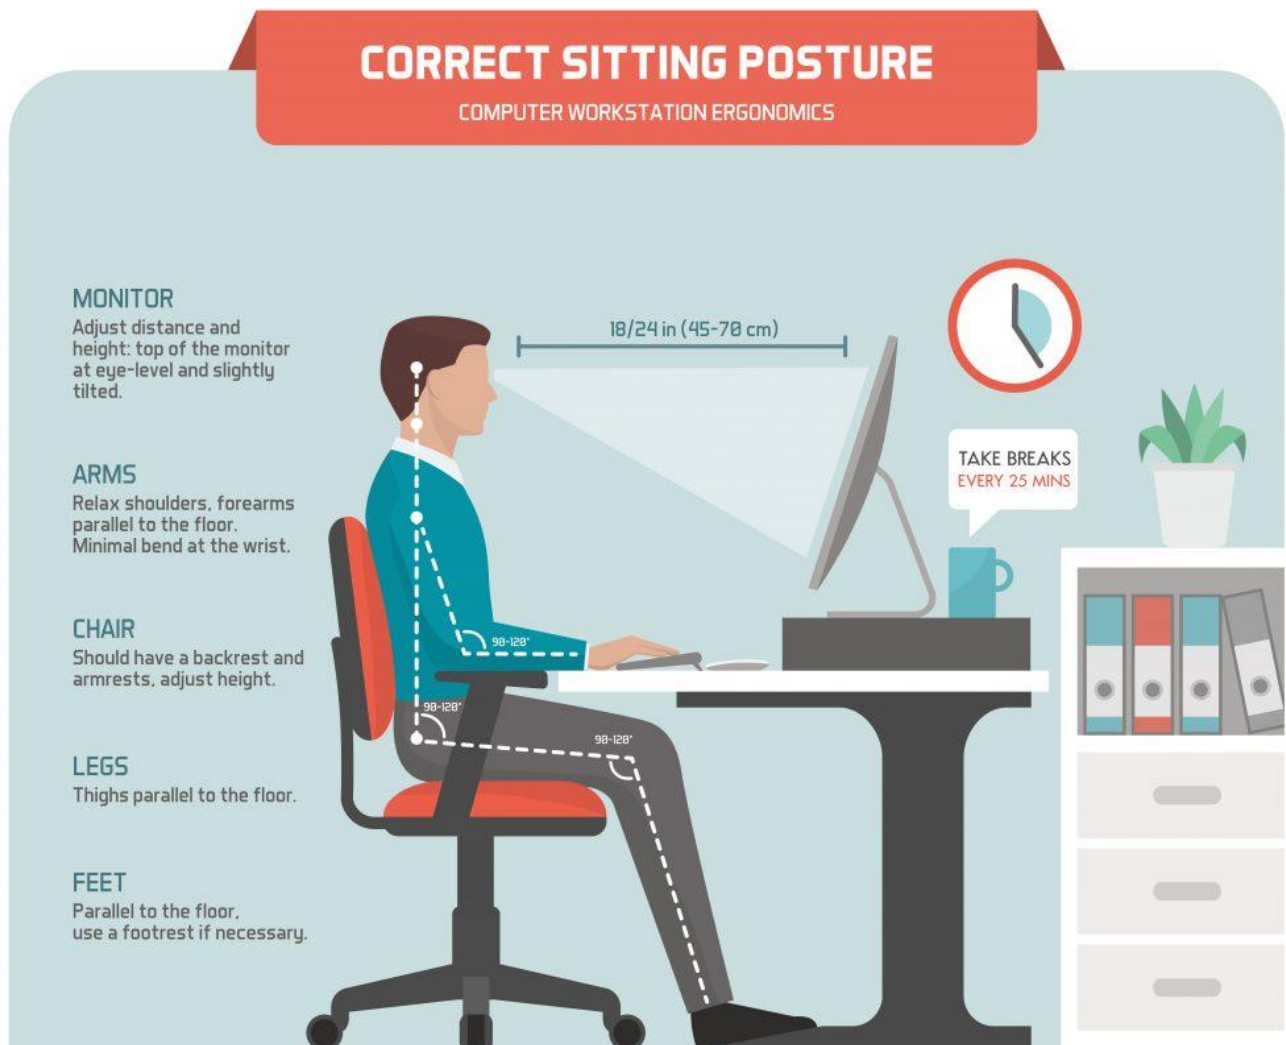 CORRECT SITTING POSTURE
COMPUTER WORKSTATION ERGONOMICS
MONITOR
Adjust distance and
height: top of the monitor
at eye-level and slightly
tilted.
ARMS
Relax shoulders, forearms
parallel to the floor.
Minimal bend at the wrist.
CHAIR
Should have a backrest and
armrests, adjust height.
LEGS
Thighs parallel to the floor.
FEET
Parallel to the floor,
use a footrest if necessary.
18/24 in (45-70 cm)
90-120°
90-120°
90-120°
TAKE BREAKS
EVERY 25 MINS